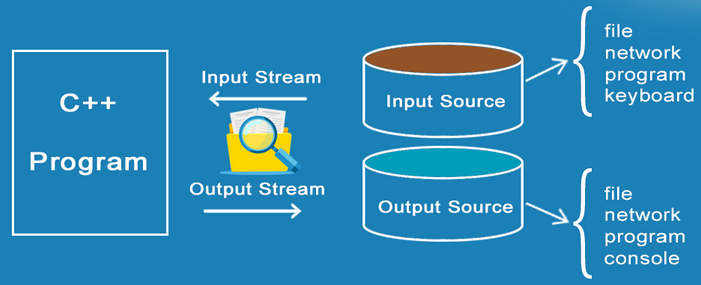 C++
Program
Input Stream
Output Stream
Input Source
Output Source
file
network
program
keyboard
file
network
program
console